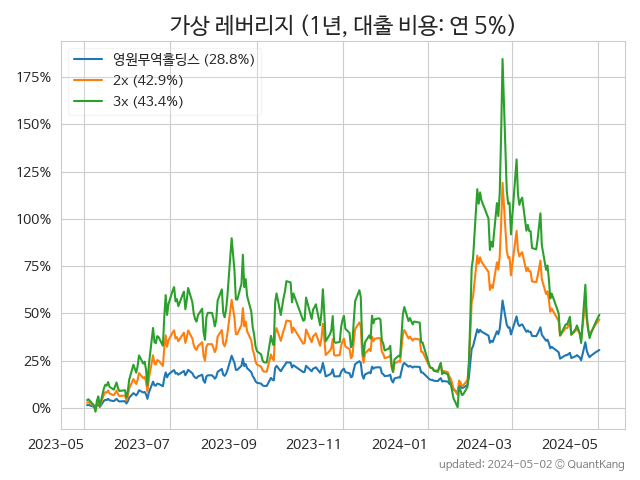 가상 레버리지 (1년, 대출 비용: 연 5%)
영원무역홀딩스 (28.8%)
2x (42.9%)
3x (43.4%)
175%
150%
125%
100%
75%
50%
25%
0%
2023-05 2023-07 2023-09 2023-11 2024-01 2024-03 2024-05
updated: 2024-05-02 © QuantKang